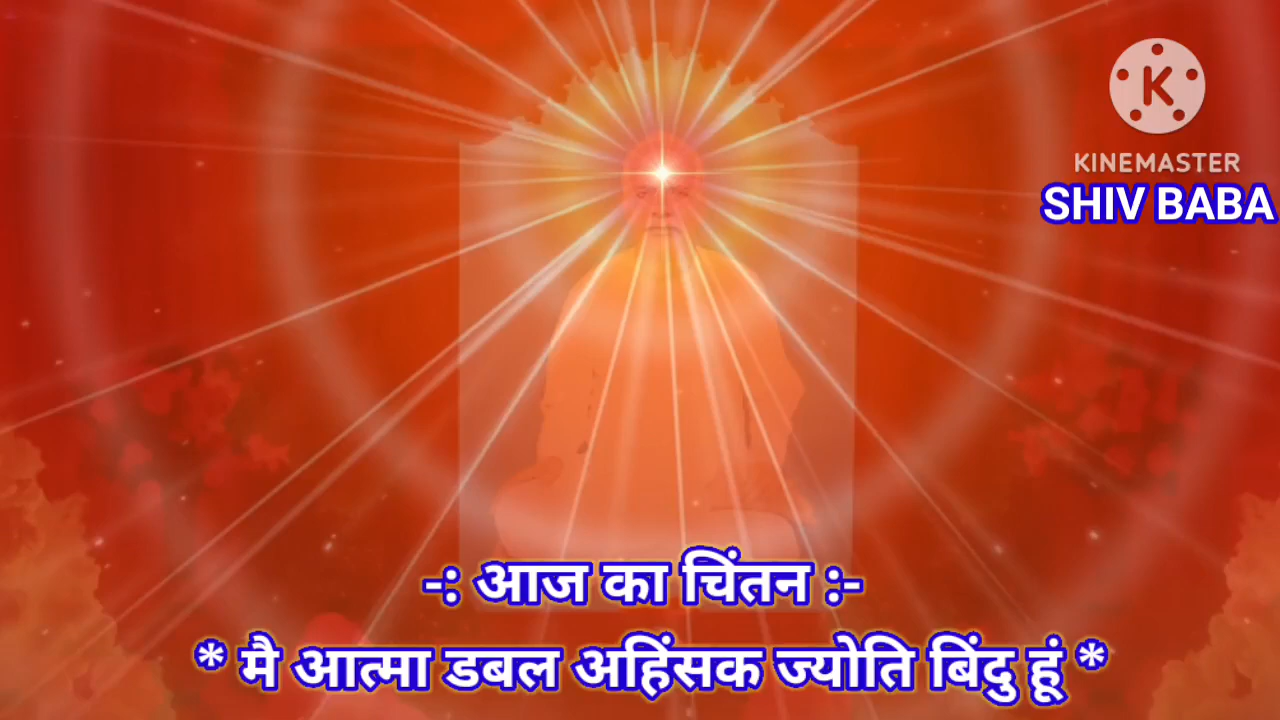 K
KINEMASTER
SHIV BABA
-: आज का चिंतन :-
* मै आत्मा डबल अहिंसक ज्योति बिंदु हूं *